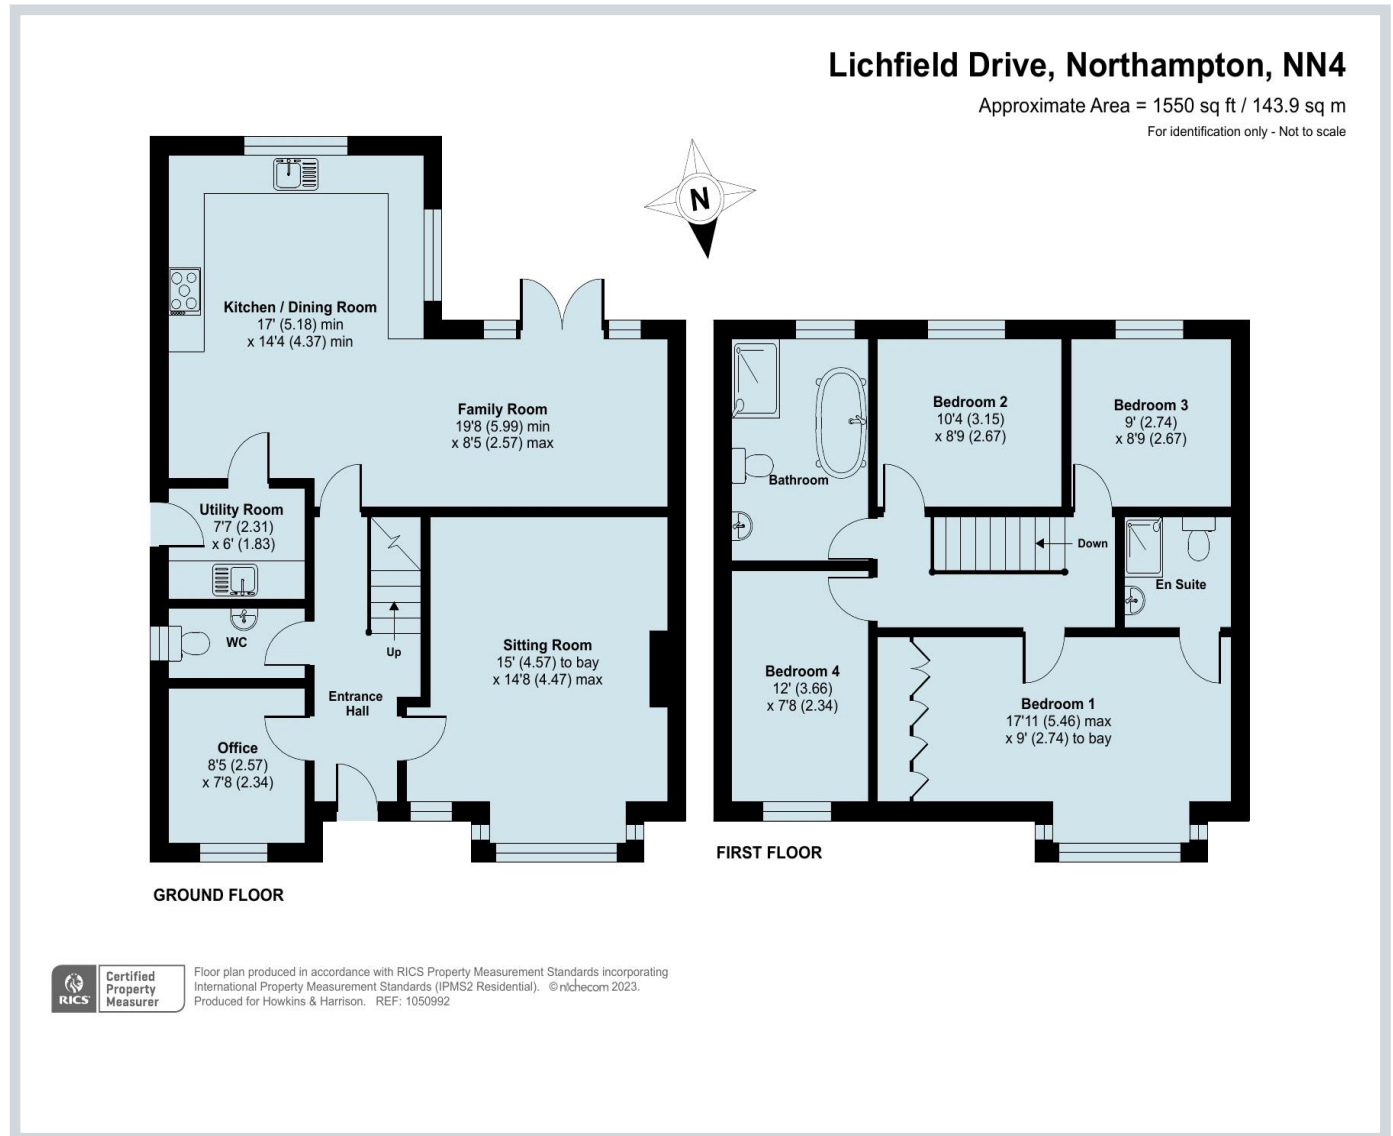 Lichfield Drive, Northampton, NN4
Approximate Area = 1550 sq ft / 143.9 sq m
For identification only - Not to scale
N
Kitchen / Dining Room
17' (5.18) min
x 14'4 (4.37) min
Family Room
19'8 (5.99) min
x 8'5 (2.57) max
Utility Room
7'7 (2.31)
x 6' (1.83)
WC
Up
Entrance
Hall
Sitting Room
15' (4.57) to bay
x 14'8 (4.47) max
Office
8'5 (2.57)
x 7'8 (2.34)
GROUND FLOOR
Bathroom
Bedroom 2
10'4 (3.15)
x 8'9 (2.67)
Bedroom 3
9' (2.74)
x 8'9 (2.67)
Down
En Suite
Bedroom 4
12' (3.66)
x 7'8 (2.34)
Bedroom 1
17'11 (5.46) max
x 9' (2.74) to bay
FIRST FLOOR
RICS
Certified
Property
Measurer
Floor plan produced in accordance with RICS Property Measurement Standards incorporating
International Property Measurement Standards (IPMS2 Residential). © nichecom 2023.
Produced for Howkins & Harrison. REF: 1050992